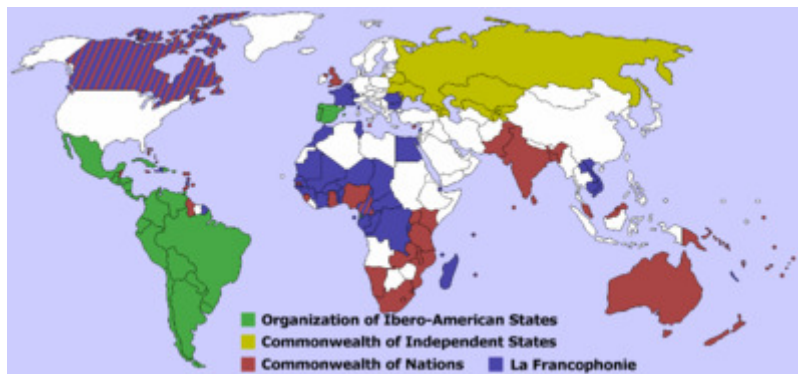 Organization of Ibero-American States
Commonwealth of Independent States
Commonwealth of Nations La Francophonie